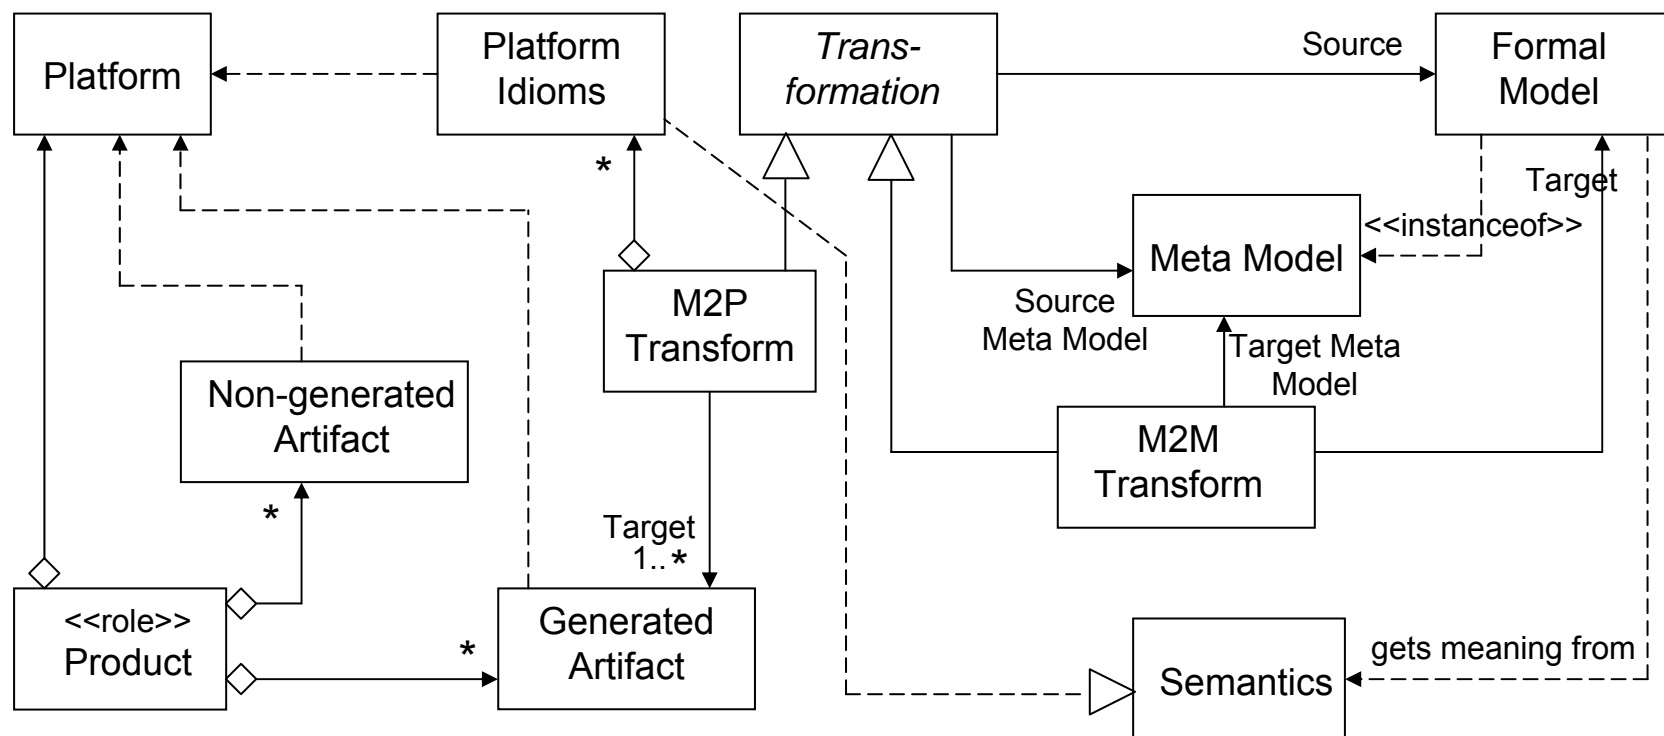 Platform
Platform
Idioms
Trans-
formation
Source
Formal
Model
*
Target
<<instanceof>>
Meta Model
M2P
Transform
Source
Meta Model
Target Meta
Model
Non-generated
Artifact
M2M
Transform
*
Target
1..*
<<role>>
Product
*
Generated
Artifact
gets meaning from
Semantics